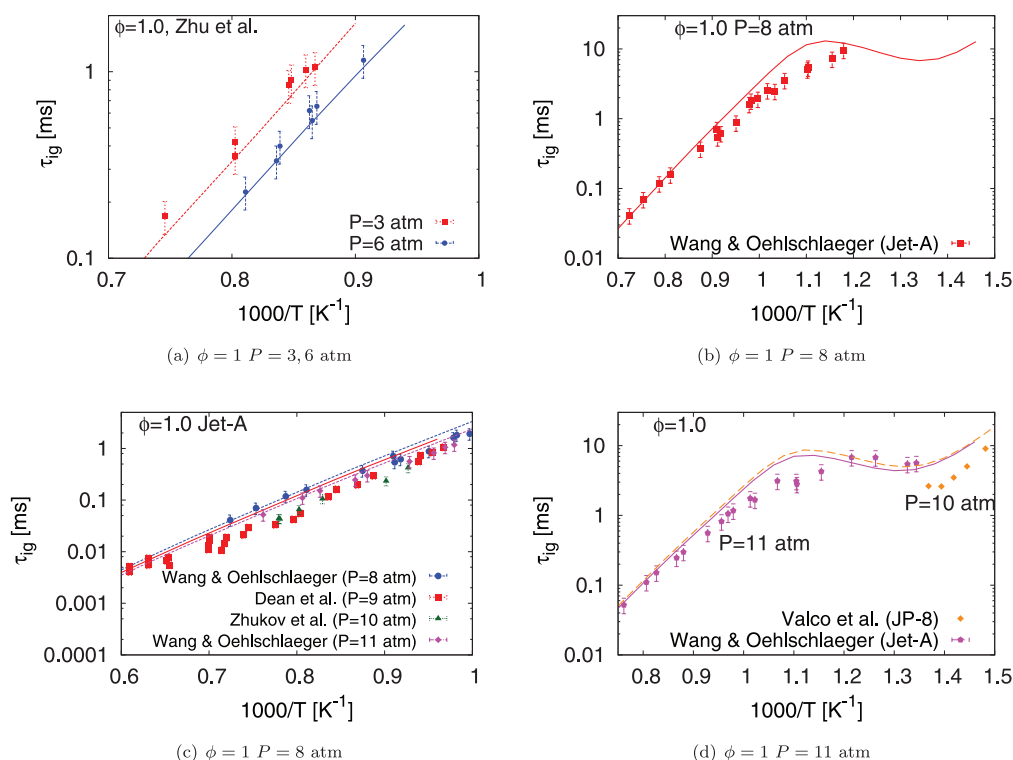 ϕ=1.0, Zhu et al.
1
0.1
τig [ms]
P=3 atm
P=6 atm
0.7 0.8 0.9 1
1000/T [K-1]
(a) ϕ = 1 P = 3, 6 atm
ϕ=1.0 P=8 atm
10
1
0.1
0.01
τig [ms]
Wang & Oehlschlaeger (Jet-A)
0.7 0.8 0.9 1 1.1 1.2 1.3 1.4 1.5
1000/T [K-1]
(b) ϕ = 1 P = 8 atm
ϕ=1.0 Jet-A
1
0.1
0.01
0.001
0.0001
τig [ms]
Wang & Oehlschlaeger (P=8 atm)
Dean et al. (P=9 atm)
Zhukov et al. (P=10 atm)
Wang & Oehlschlaeger (P=11 atm)
0.6 0.7 0.8 0.9 1
1000/T [K-1]
(c) ϕ = 1 P = 8 atm
ϕ=1.0
10
1
0.1
0.01
τig [ms]
P=10 atm
P=11 atm
Valco et al. (JP-8)
Wang & Oehlschlaeger (Jet-A)
0.8 0.9 1 1.1 1.2 1.3 1.4 1.5
1000/T [K-1]
(d) ϕ = 1 P = 11 atm